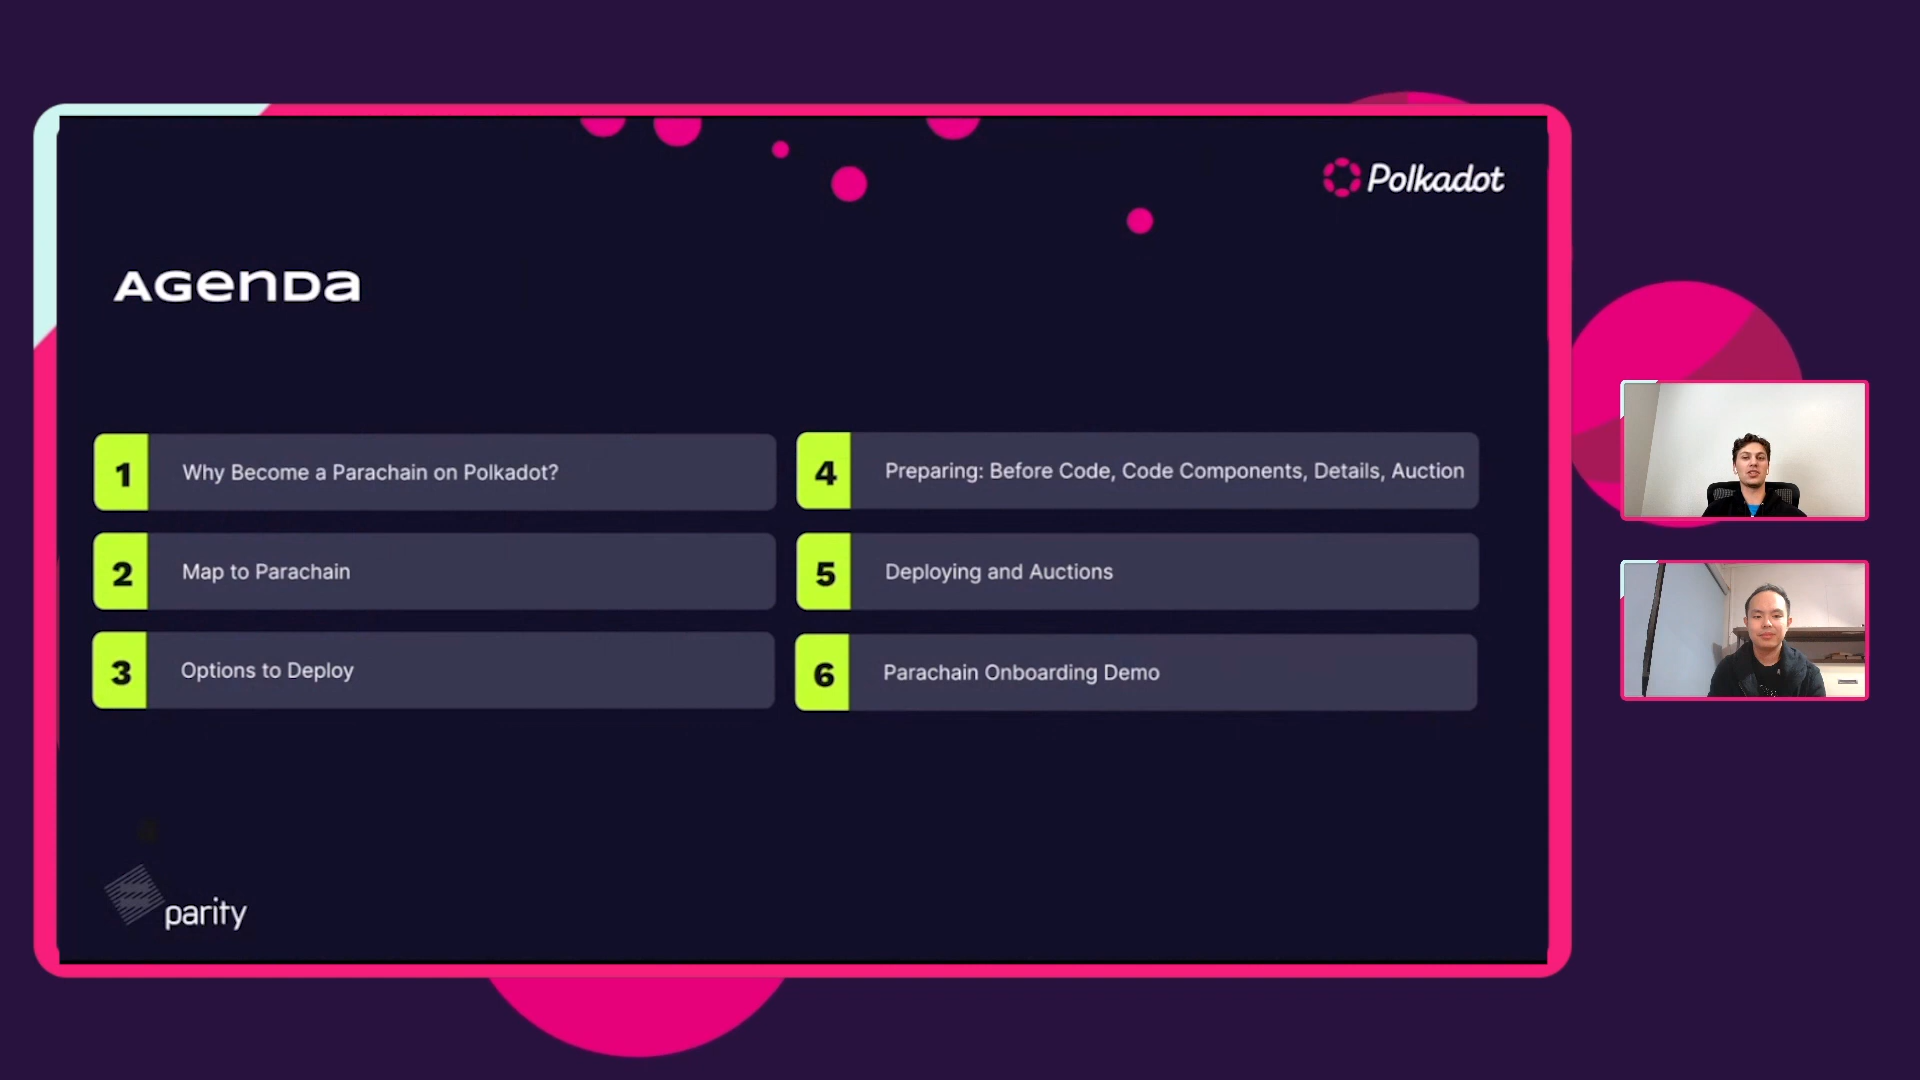 Polkadot
Agenda
1
Why Become a Parachain on Polkadot?
2
Map to Parachain
3
Options to Deploy
4
Preparing: Before Code, Code Components, Details, Auction
5
Deploying and Auctions
6
Parachain Onboarding Demo
parity